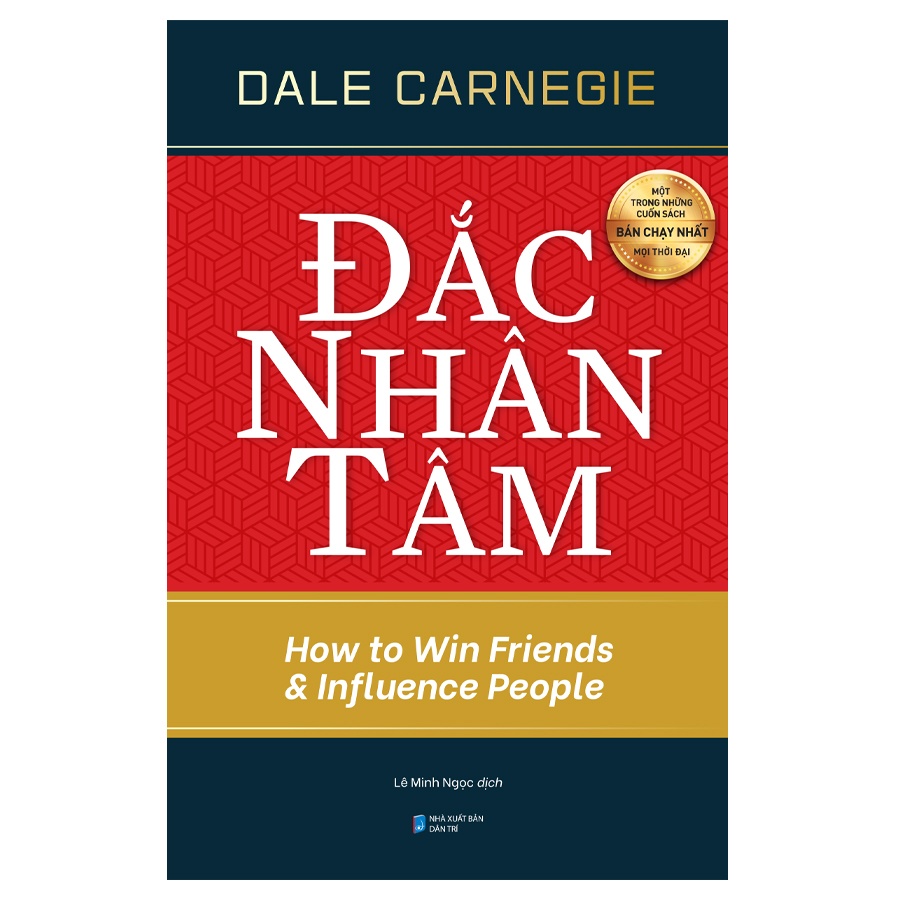 DALE CARNEGIE
MỘT
TRONG NHỮNG
CUỐN SÁCH
BÁN CHẠY NHẤT
MỌI THỜI ĐẠI
ĐẮC
NHÂN
TÂM
How to Win Friends
& Influence People
Lê Minh Ngọc dịch
NHÀ XUẤT BẢN
DÂN TRÍ